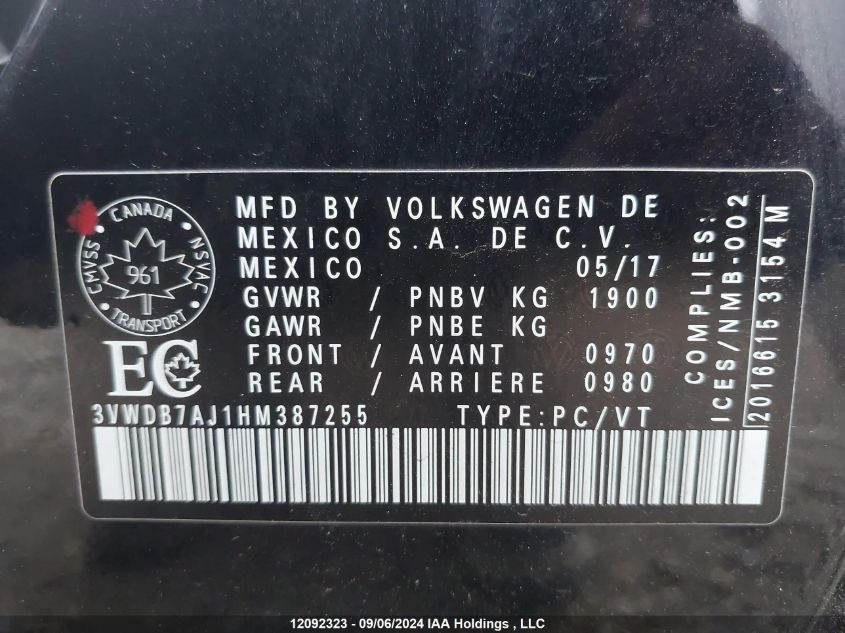 CANADA
CMVSS
NSVAC
961
TRANSPORT
EC
MFD BY VOLKSWAGEN DE
MEXICO S.A. DE C.V.
MEXICO 05/17
GVWR / PNBV KG 1900
GAWR / PNBE KG
FRONT / AVANT 0970
REAR / ARRIERE 0980
3VWDB7AJ1HM387255 TYPE:PC/VT
COMPLIES:
ICES/NMB-002
2016615 3154 M
12092323 - 09/06/2024 IAA Holdings , LLC